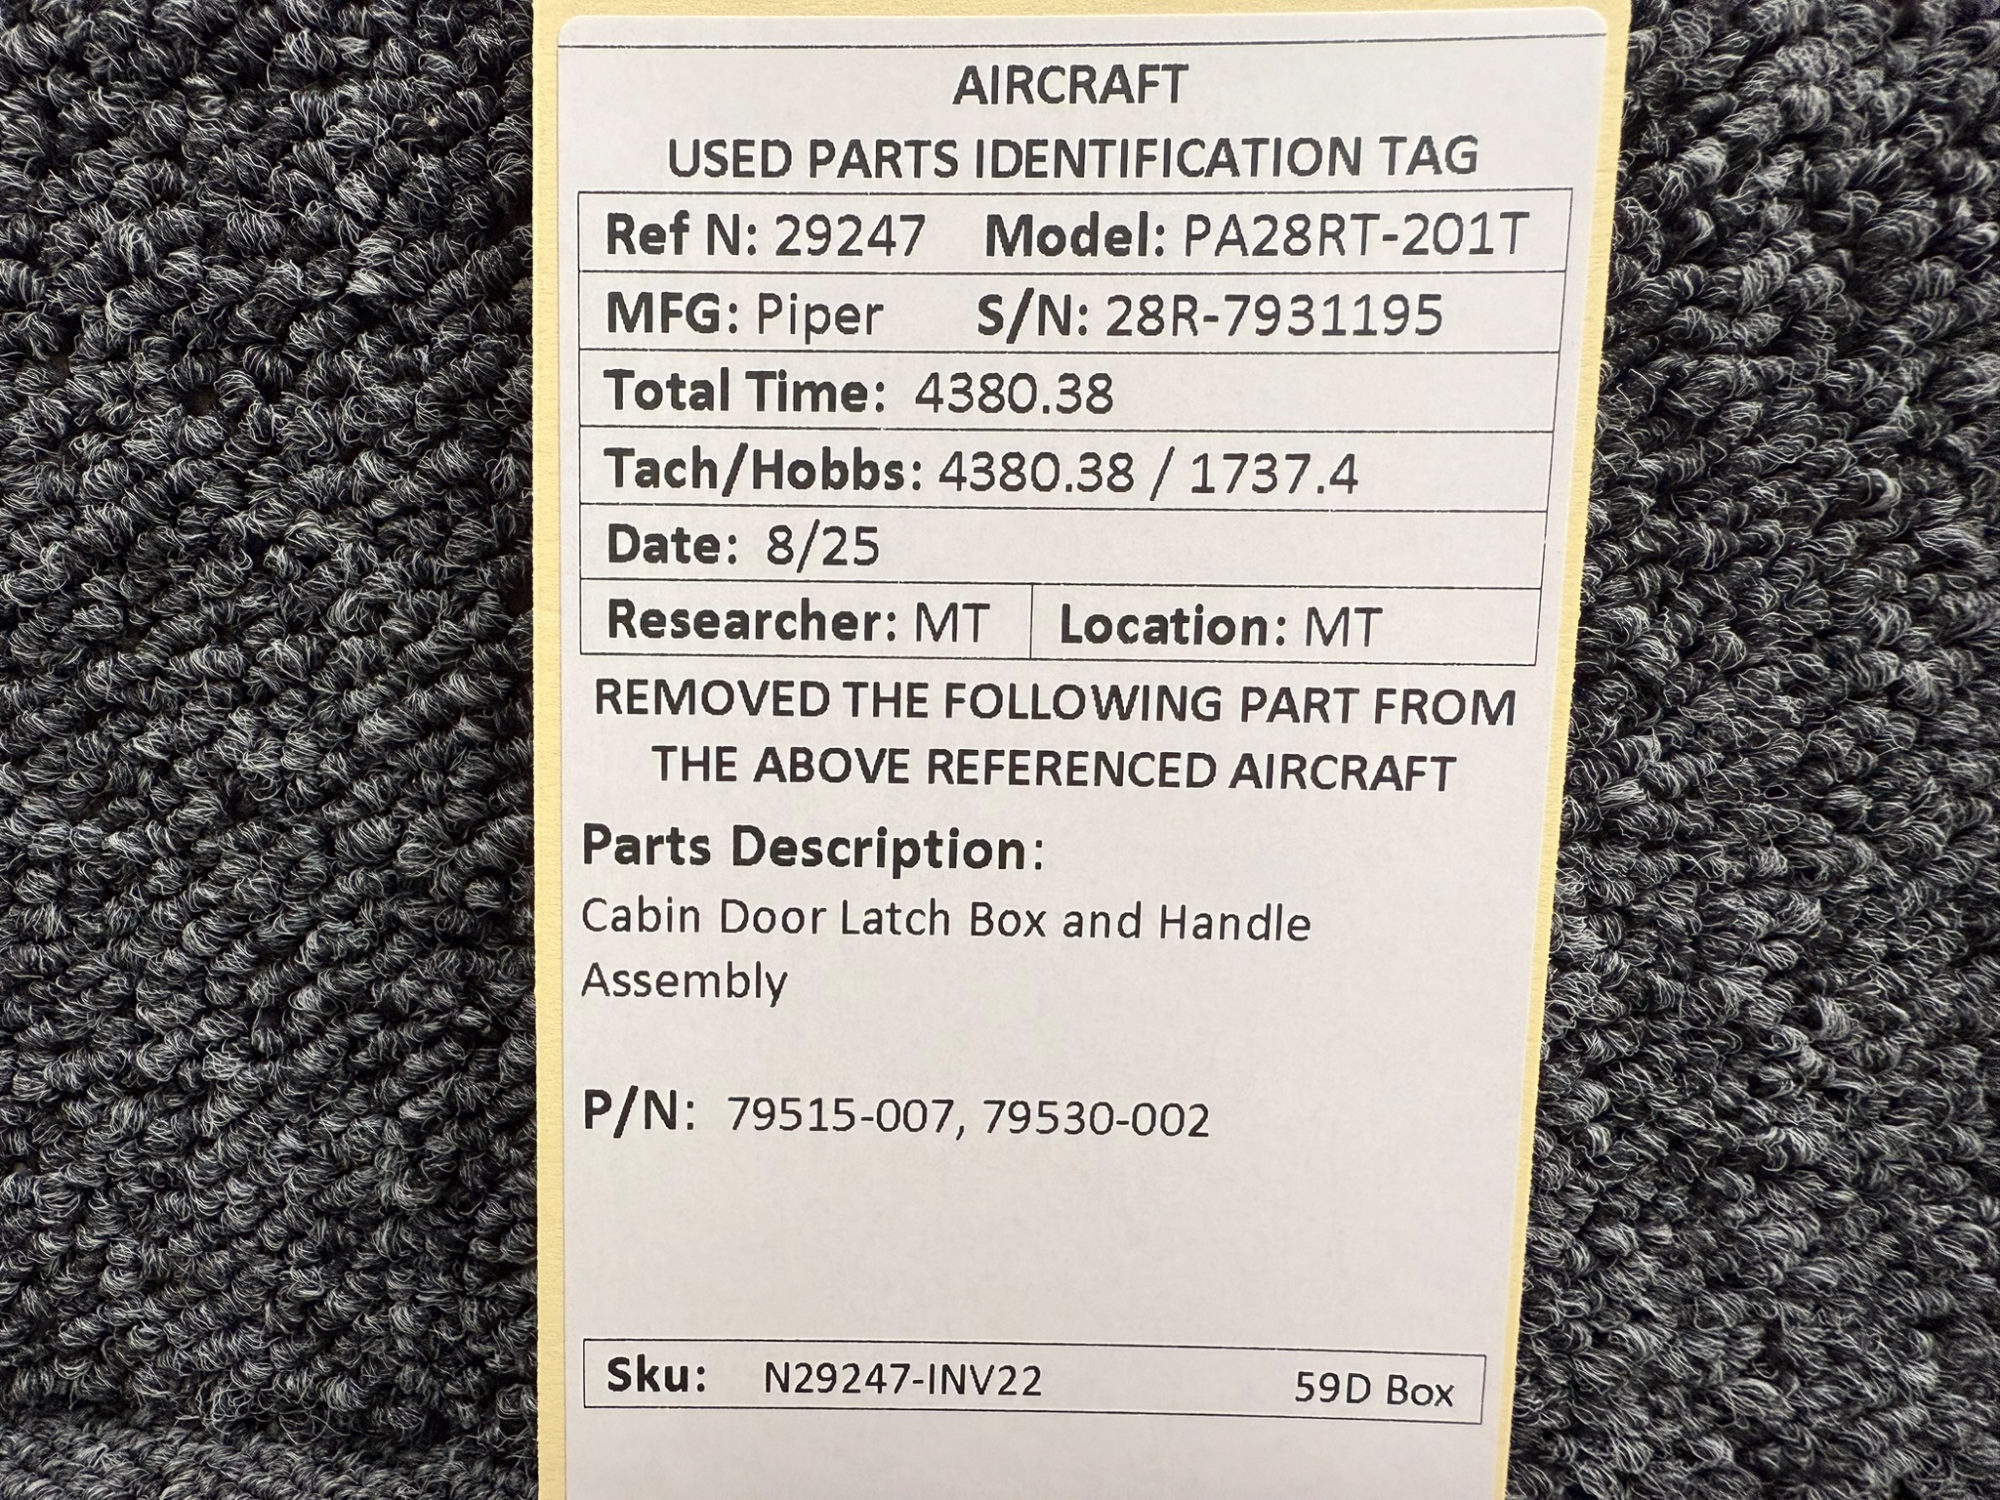 AIRCRAFT
USED PARTS IDENTIFICATION TAG
Ref N: 29247 Model: PA28RT-201T
MFG: Piper S/N: 28R-7931195
Total Time: 4380.38
Tach/Hobbs: 4380.38 / 1737.4
Date: 8/25
Researcher: MT Location: MT
REMOVED THE FOLLOWING PART FROM
THE ABOVE REFERENCED AIRCRAFT
Parts Description:
Cabin Door Latch Box and Handle
Assembly
P/N: 79515-007, 79530-002
Sku: N29247-INV22 59D Box